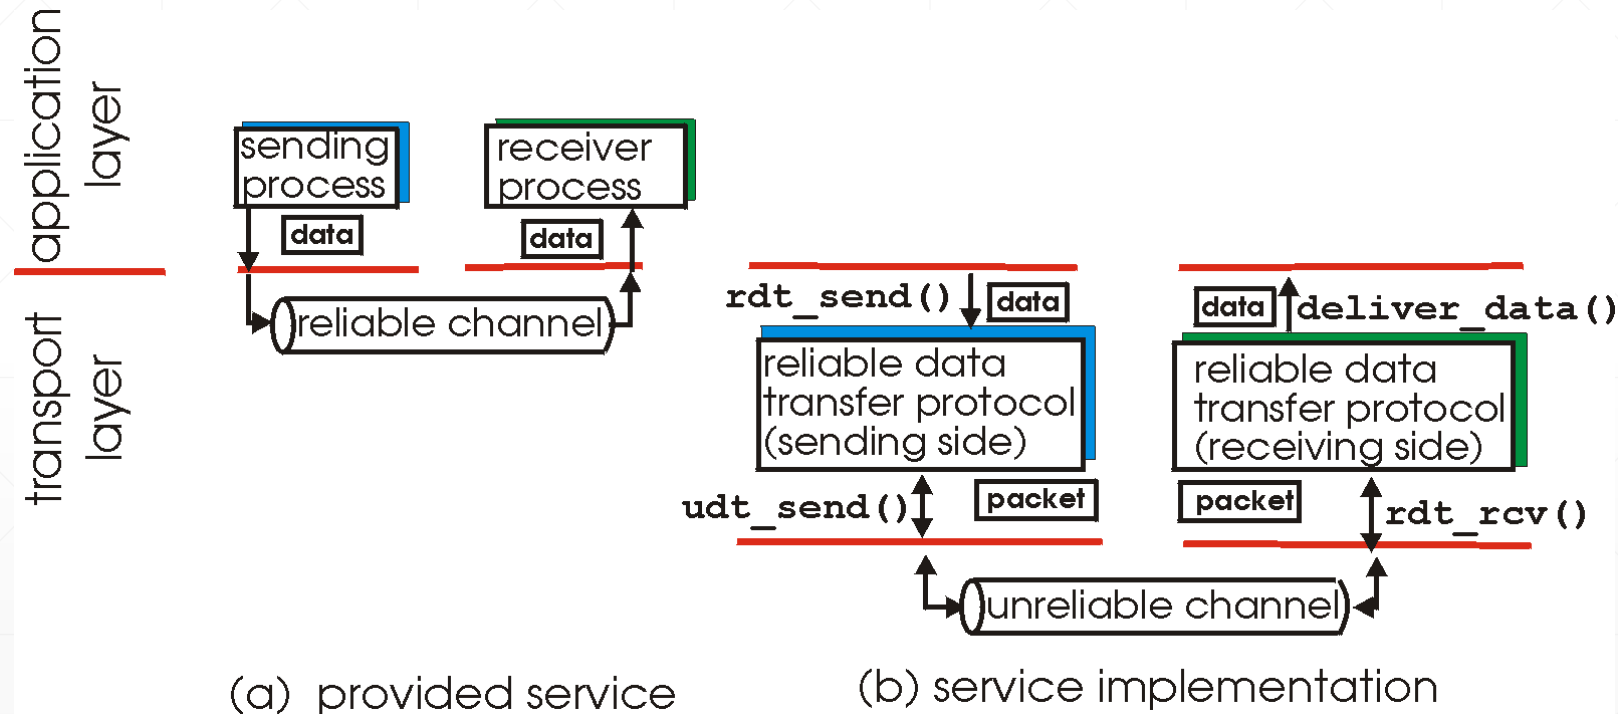 application
layer
transport
layer
sending
process
data
receiver
process
data
reliable channel
(a) provided service
rdt_send()
data
reliable data
transfer protocol
(sending side)
udt_send()
packet
data
deliver_data()
reliable data
transfer protocol
(receiving side)
packet
rdt_rcv()
unreliable channel
(b) service implementation